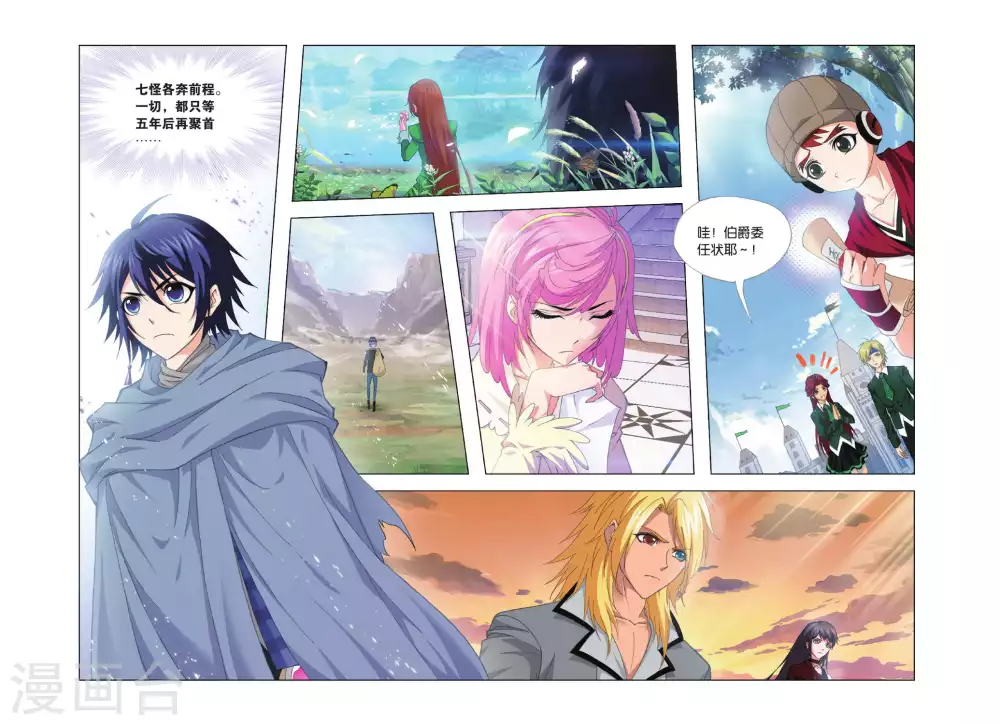 七怪各奔前程。
一切，都只等
五年后再聚首
……
哇！伯爵委
任状耶～！
漫画台